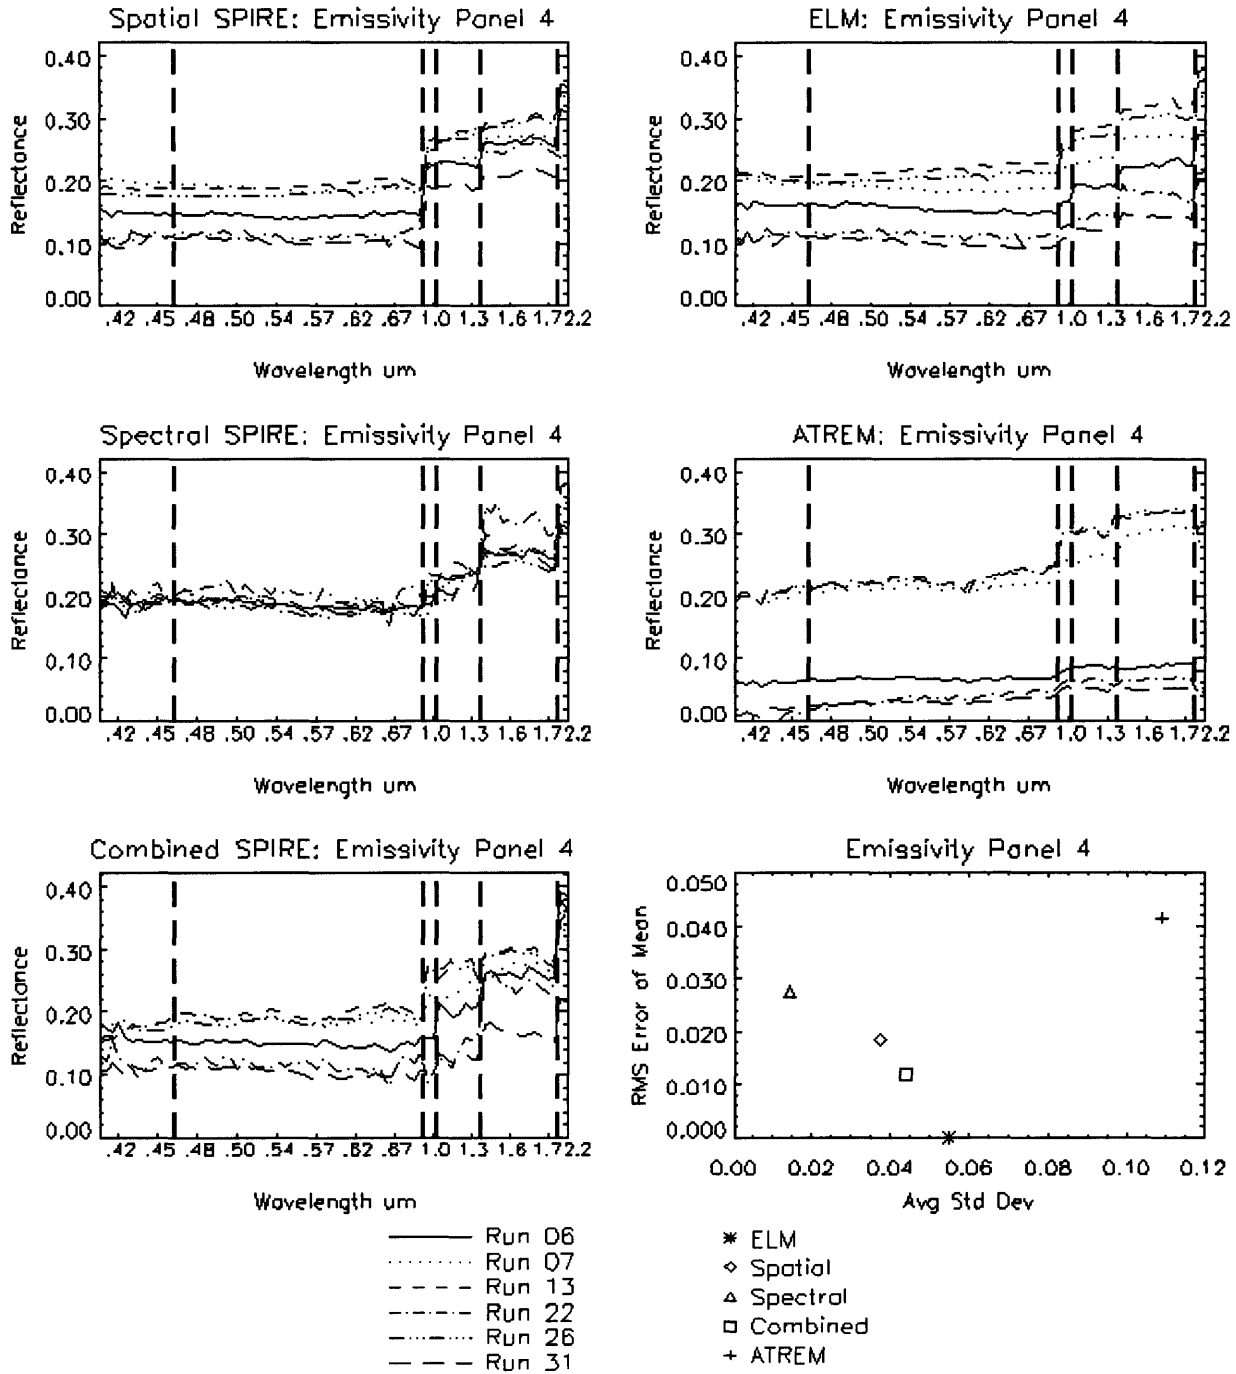 Spatial SPIRE: Emissivity Panel 4
0.40
0.30
0.20
0.10
0.00
Reflectance
.42 .45 .48 .50 .54 .57 .62 .67 1.0 1.3 1.6 1.7 2.2
Wavelength um
ELM: Emissivity Panel 4
0.40
0.30
0.20
0.10
0.00
Reflectance
.42 .45 .48 .50 .54 .57 .62 .67 1.0 1.3 1.6 1.7 2.2
Wavelength um
Spectral SPIRE: Emissivity Panel 4
0.40
0.30
0.20
0.10
0.00
Reflectance
.42 .45 .48 .50 .54 .57 .62 .67 1.0 1.3 1.6 1.7 2.2
Wavelength um
ATREM: Emissivity Panel 4
0.40
0.30
0.20
0.10
0.00
Reflectance
.42 .45 .48 .50 .54 .57 .62 .67 1.0 1.3 1.6 1.7 2.2
Wavelength um
Combined SPIRE: Emissivity Panel 4
0.40
0.30
0.20
0.10
0.00
Reflectance
.42 .45 .48 .50 .54 .57 .62 .67 1.0 1.3 1.6 1.7 2.2
Wavelength um
Emissivity Panel 4
0.050
0.040
0.030
0.020
0.010
0.000
RMS Error of Mean
0.00 0.02 0.04 0.06 0.08 0.10 0.12
Avg Std Dev
Run 06
Run 07
Run 13
Run 22
Run 26
Run 31
ELM
Spatial
Spectral
Combined
ATREM